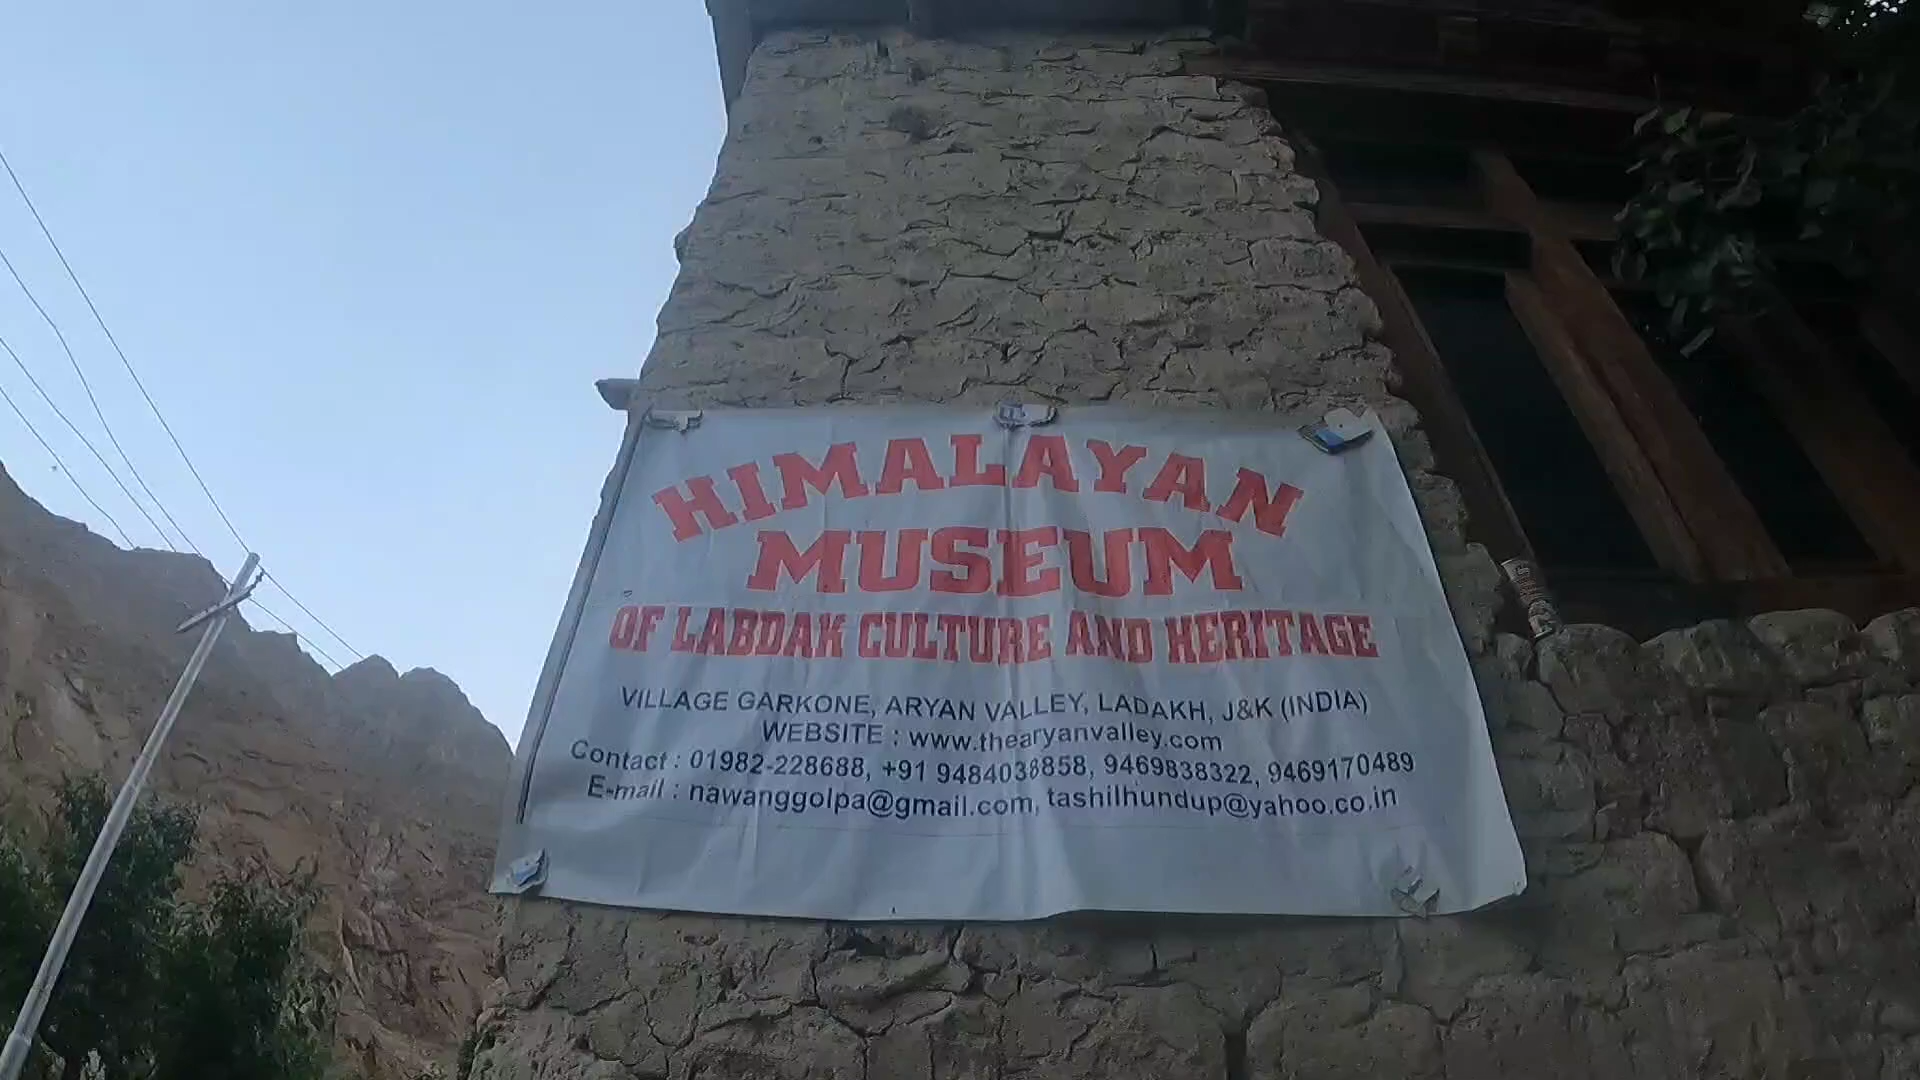 HIMALAYAN
MUSEUM
OF LABDAK CULTURE AND HERITAGE
VILLAGE GARKONE, ARYAN VALLEY, LADAKH, J&K (INDIA)
WEBSITE : www.thearyanvalley.com
Contact : 01982-228688, +91 9484038858, 9469838322, 9469170489
E-mail : nawanggolpa@gmail.com, tashilhundup@yahoo.co.in